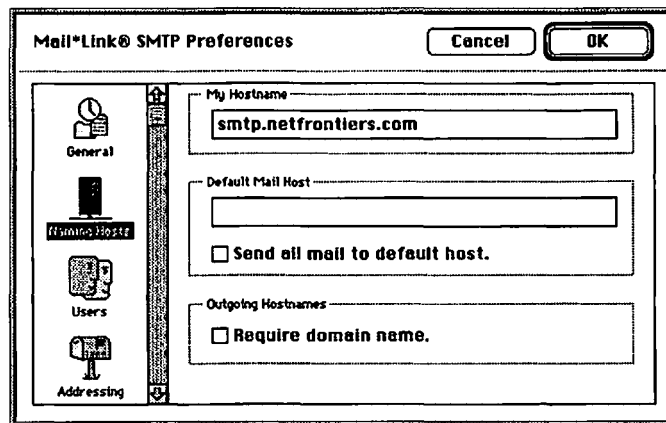 Mail*Link® SMTP Preferences
Cancel
OK
General
Naming Hosts
Users
Addressing
My Hostname
smtp.netfrontiers.com
Default Mail Host
Send all mail to default host.
Outgoing Hostnames
Require domain name.